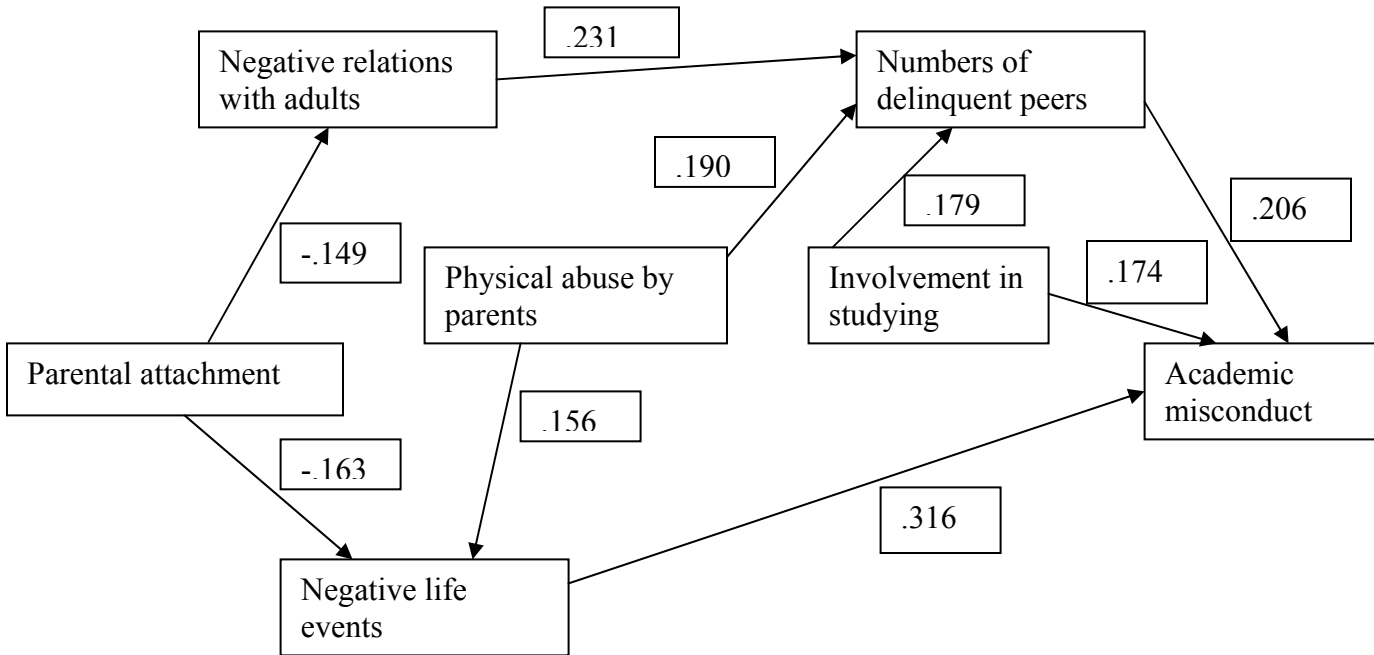 .231
Negative relations
with adults
Numbers of
delinquent peers
.190
.179
.206
-.149
Physical abuse by
parents
Involvement in
studying
.174
Parental attachment
Academic
misconduct
.156
-.163
.316
Negative life
events